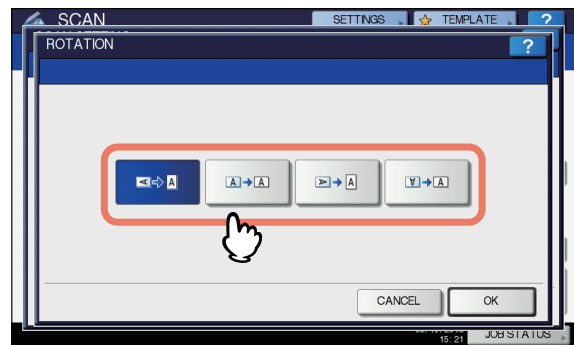 SCAN SETTINGS TEMPLATE ?
ROTATION ?
A A A A A A A A
CANCEL OK
15: 21 JOB STATUS